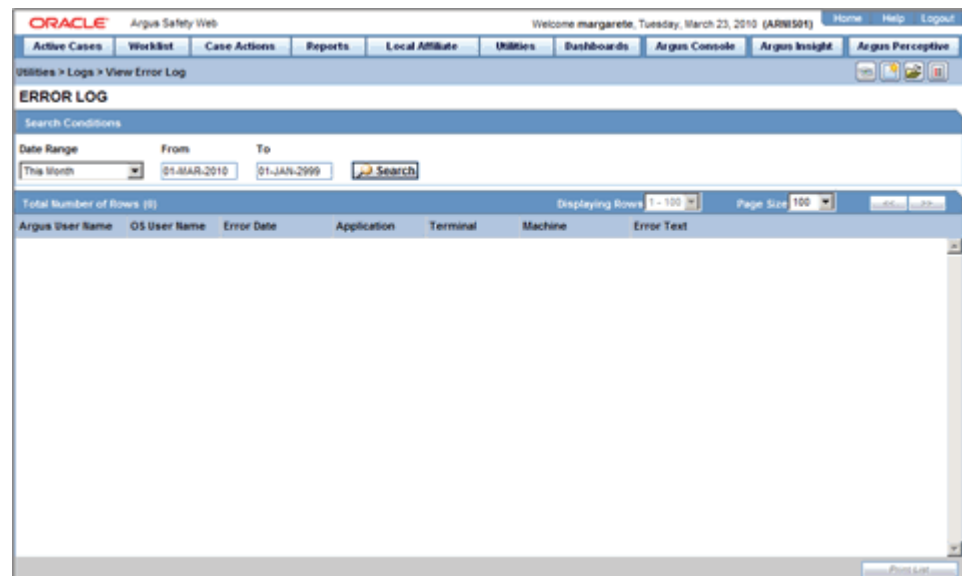 ORACLE Argus Safety Web Welcome margarete, Tuesday, March 23, 2010 (ARNIS01) Home Help Logout
Active Cases Worklist Case Actions Reports Local Affiliate Utilities Dashboards Argus Console Argus Insight Argus Perceptive
Utilities > Logs > View Error Log
ERROR LOG
Search Conditions
Date Range From To
This Month 01-MAR-2010 01-JAN-2999 Search
Total Number of Rows (0) Displaying Rows 1 - 100 Page Size 100 << >>
Argus User Name OS User Name Error Date Application Terminal Machine Error Text
Print List